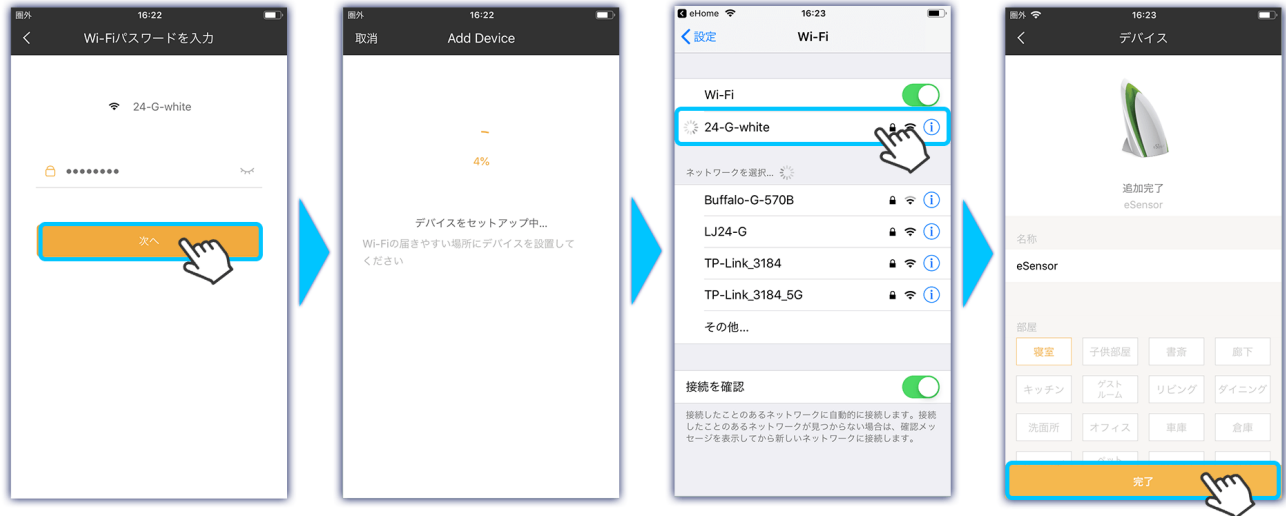 圏外 16:22
Wi-Fiパスワードを入力
24-G-white
●●●●●●●●
次へ
圏外 16:22
取消 Add Device
4%
デバイスをセットアップ中...
Wi-Fiの届きやすい場所にデバイスを設置して
ください
eHome 16:23
設定 Wi-Fi
Wi-Fi
24-G-white
ネットワークを選択...
Buffalo-G-570B
LJ24-G
TP-Link_3184
TP-Link_3184_5G
その他...
接続を確認
接続したことのあるネットワークに自動的に接続します。接続
したことのあるネットワークが見つからない場合は、確認メッ
セージを表示してから新しいネットワークに接続します。
圏外 16:23
デバイス
追加完了
eSensor
名称
eSensor
部屋
寝室 子供部屋 書斎 廊下
キッチン ゲスト
ルーム リビング ダイニング
洗面所 オフィス 車庫 倉庫
完了